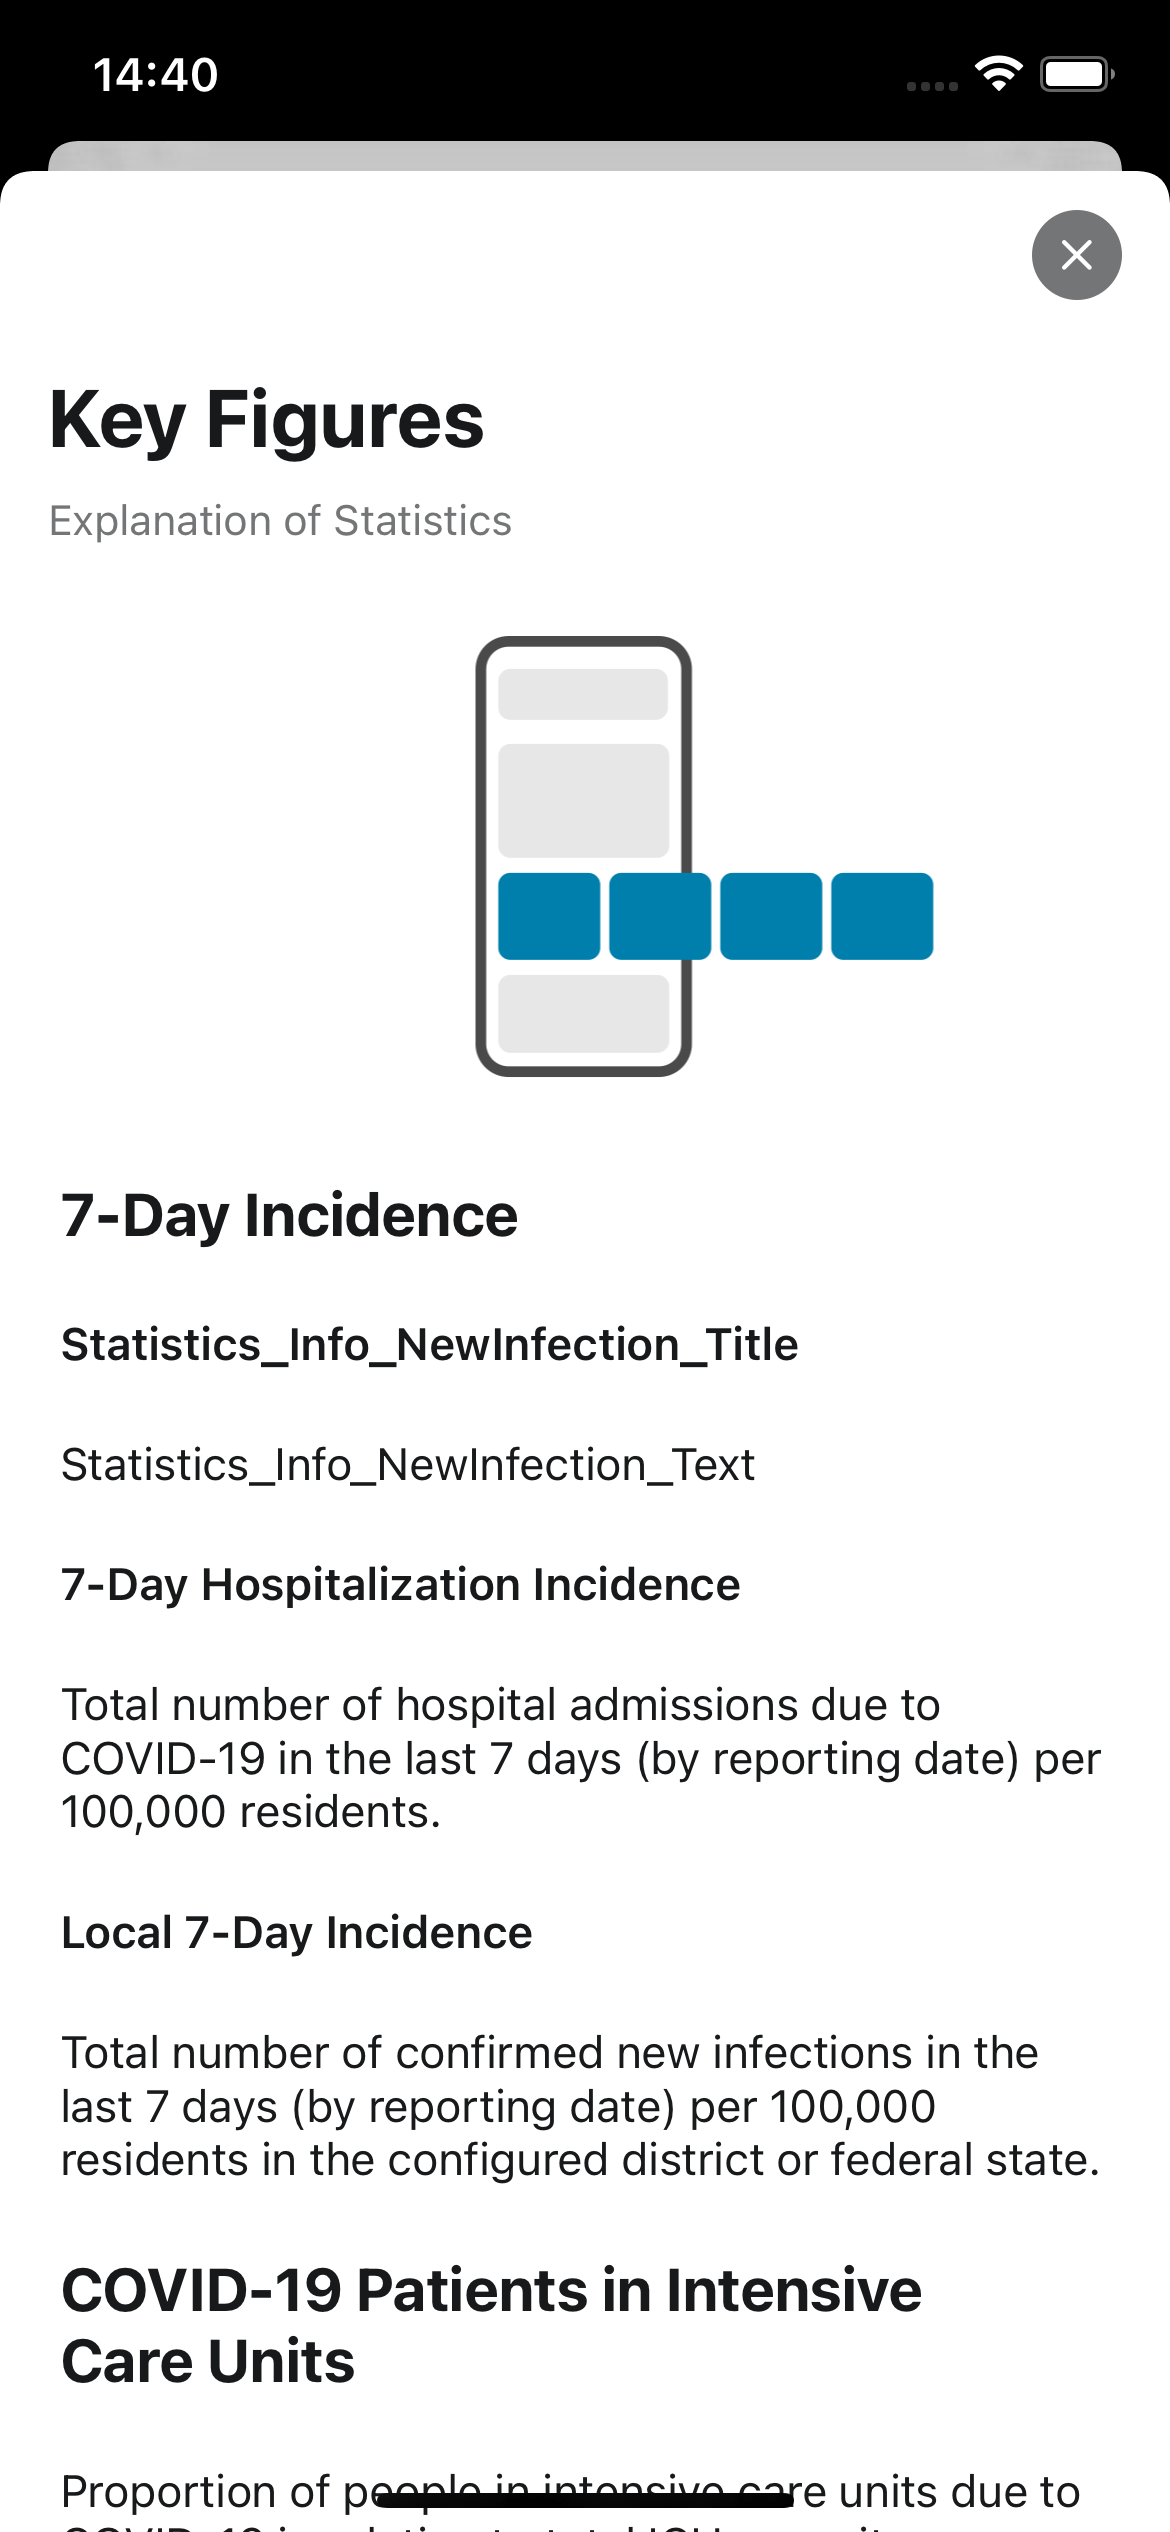 14:40
Key Figures
Explanation of Statistics
7-Day Incidence
Statistics_Info_NewInfection_Title
Statistics_Info_NewInfection_Text
7-Day Hospitalization Incidence
Total number of hospital admissions due to
COVID-19 in the last 7 days (by reporting date) per
100,000 residents.
Local 7-Day Incidence
Total number of confirmed new infections in the
last 7 days (by reporting date) per 100,000
residents in the configured district or federal state.
COVID-19 Patients in Intensive
Care Units
Proportion of people in intensive care units due to